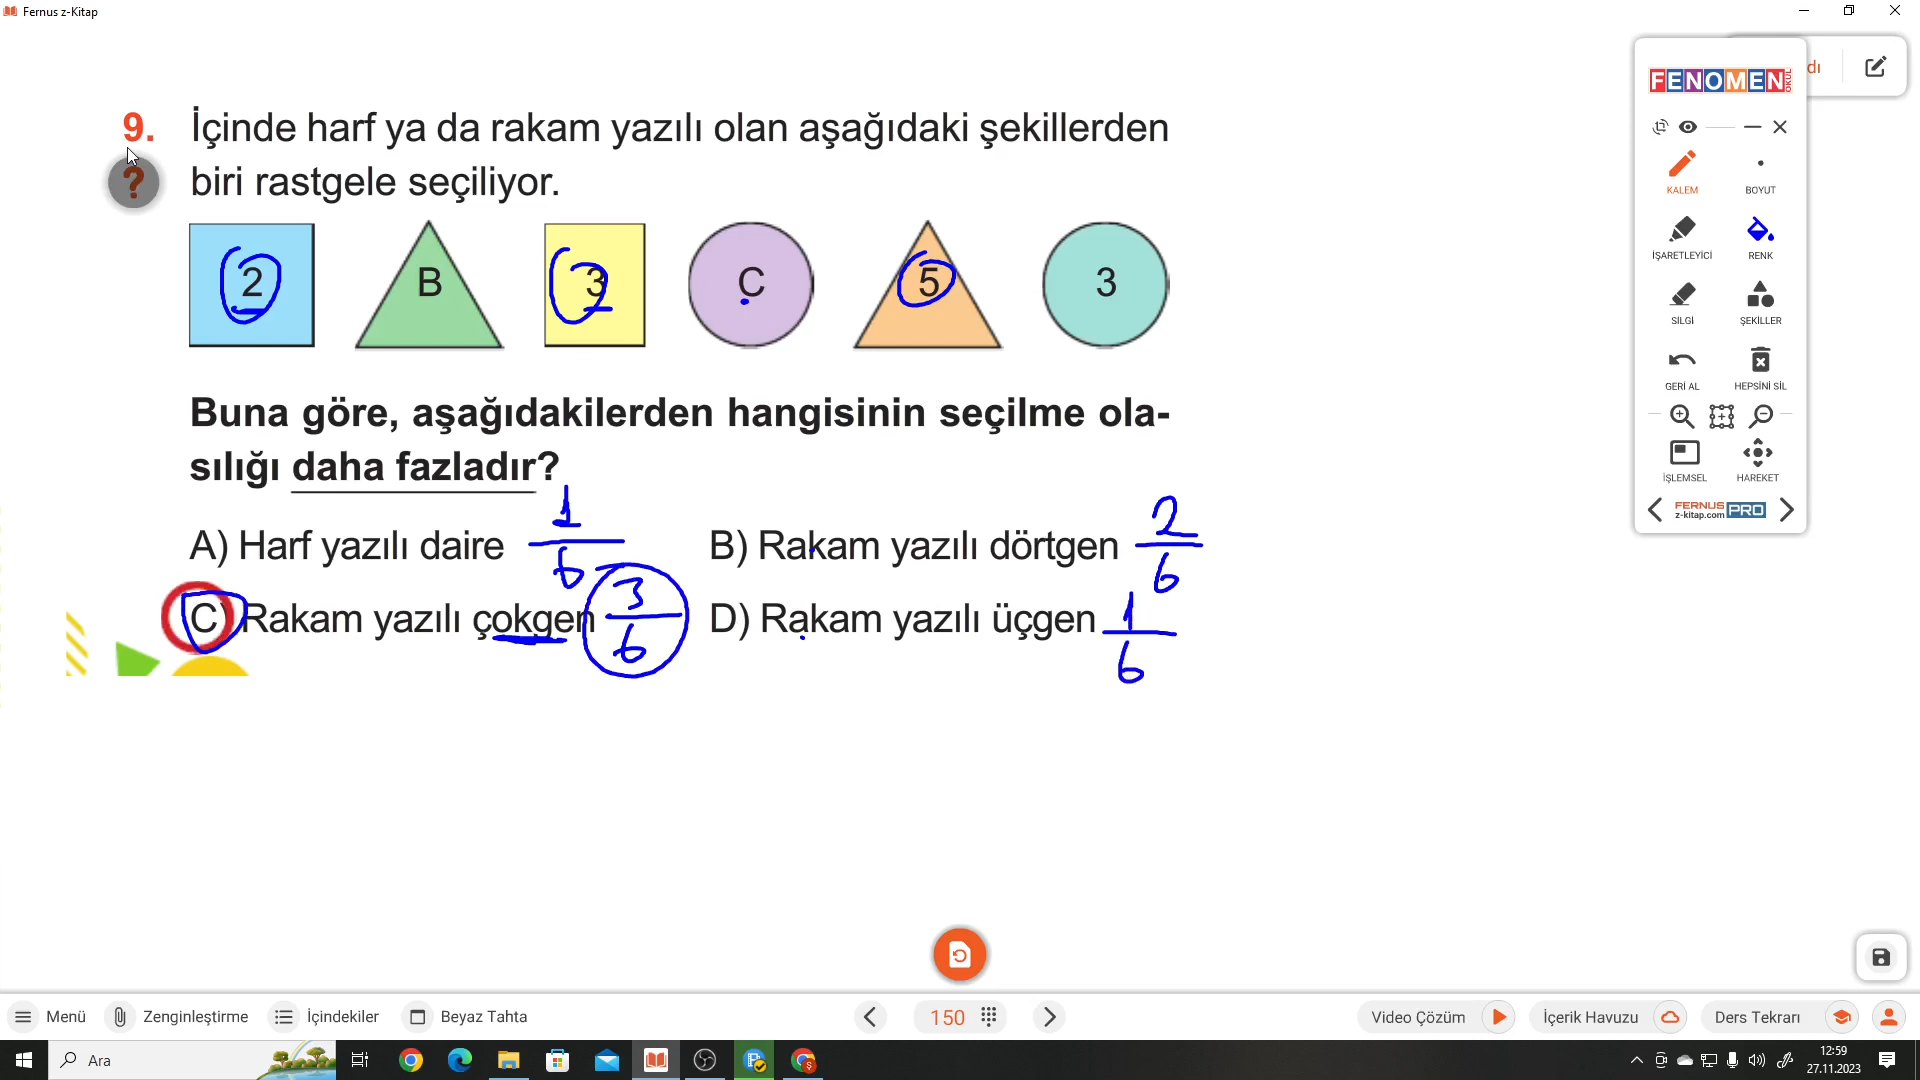 Fernus z-Kitap
dı
FENOMEN OKUL
9. İçinde harf ya da rakam yazılı olan aşağıdaki şekillerden
? biri rastgele seçiliyor.
2 B 3 C 5 3
Buna göre, aşağıdakilerden hangisinin seçilme ola-
sılığı daha fazladır?
A) Harf yazılı daire 1/6 B) Rakam yazılı dörtgen 2/6
C) Rakam yazılı çokgen 3/6 D) Rakam yazılı üçgen 1/6
KALEM BOYUT
İŞARETLEYİCİ RENK
SİLGİ ŞEKİLLER
GERİ AL HEPSİNİ SİL
İŞLEMSEL HAREKET
FERNUS
z-kitap.com PRO
Menü Zenginleştirme İçindekiler Beyaz Tahta 150 Video Çözüm İçerik Havuzu Ders Tekrarı
Ara
12:59
27.11.2023